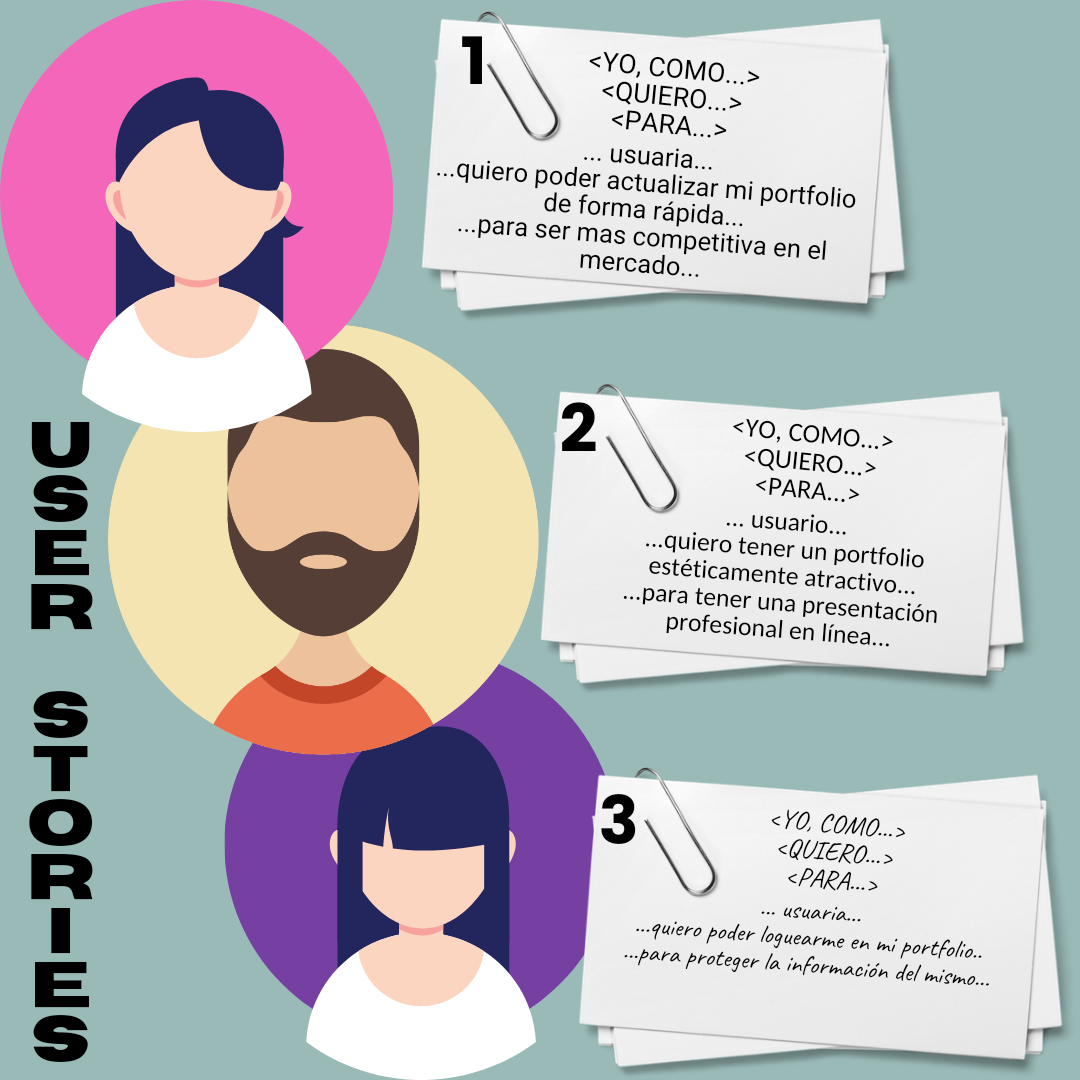 USER STORIES
1
<YO, COMO...>
<QUIERO...>
<PARA...>
... usuaria...
...quiero poder actualizar mi portfolio
de forma rápida...
...para ser mas competitiva en el
mercado...
2
<YO, COMO...>
<QUIERO...>
<PARA...>
... usuario...
...quiero tener un portfolio
estéticamente atractivo...
...para tener una presentación
profesional en línea...
3
<YO, COMO...>
<QUIERO...>
<PARA...>
... usuaria...
...quiero poder loguearme en mi portfolio..
...para proteger la información del mismo...